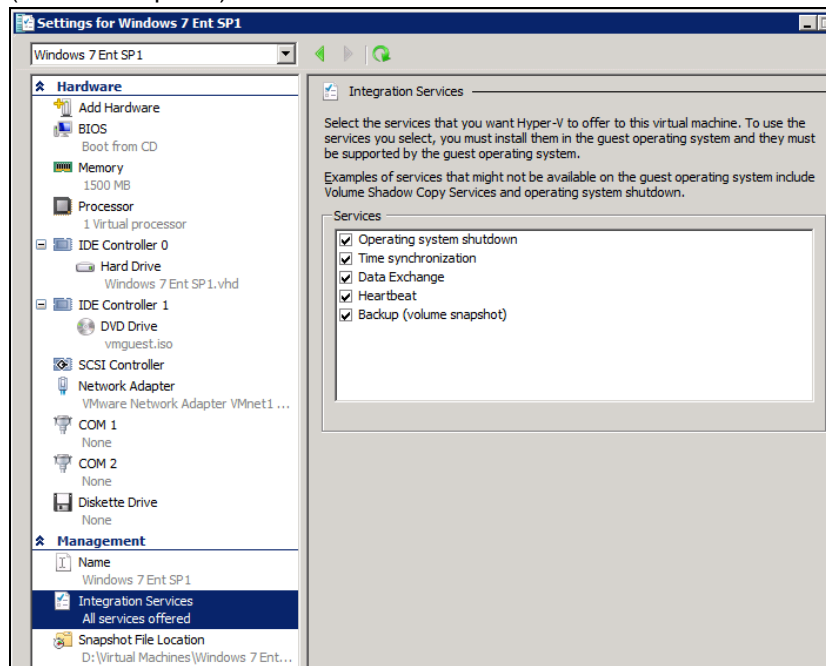 Settings for Windows 7 Ent SP1
Windows 7 Ent SP1
Hardware
Add Hardware
BIOS
Boot from CD
Memory
1500 MB
Processor
1 Virtual processor
IDE Controller 0
Hard Drive
Windows 7 Ent SP1.vhd
IDE Controller 1
DVD Drive
vmguest.iso
SCSI Controller
Network Adapter
VMware Network Adapter VMnet1 ...
COM 1
None
COM 2
None
Diskette Drive
None
Management
Name
Windows 7 Ent SP1
Integration Services
All services offered
Snapshot File Location
D:\Virtual Machines\Windows 7 Ent...
Integration Services
Select the services that you want Hyper-V to offer to this virtual machine. To use the
services you select, you must install them in the guest operating system and they must
be supported by the guest operating system.
Examples of services that might not be available on the guest operating system include
Volume Shadow Copy Services and operating system shutdown.
Services
Operating system shutdown
Time synchronization
Data Exchange
Heartbeat
Backup (volume snapshot)